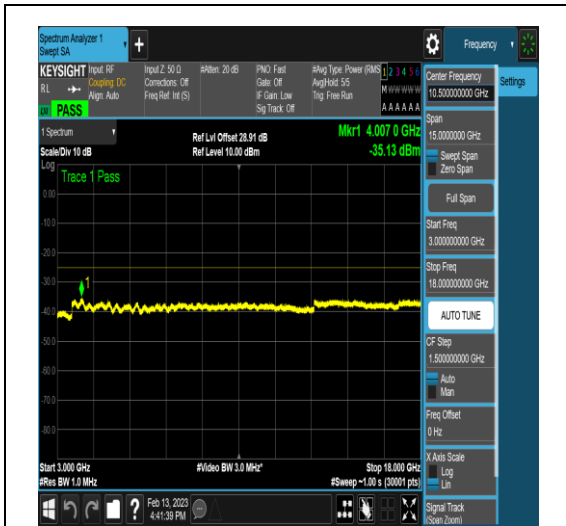 Spectrum Analyzer 1
Swept SA
Frequency
KEYSIGHT
RL
Input: RF
Coupling: DC
Align: Auto
Input Z: 50 Ω
Corrections: Off
Freq Ref: Int (S)
#Atten: 20 dB
PNO: Fast
Gate: Off
IF Gain: Low
Sig Track: Off
#Avg Type: Power (RMS
Avg|Hold: 5/5
Trig: Free Run
1 2 3 4 5 6
M W W W W W
A A A A A A
PASS
1 Spectrum
Scale/Div 10 dB
Ref Lvl Offset 28.91 dB
Ref Level 10.00 dBm
Mkr1 4.007 0 GHz
-35.13 dBm
Log
Trace 1 Pass
0.00
-10.0
-20.0
-30.0
-40.0
-50.0
-60.0
-70.0
-80.0
1
Start 3.000 GHz
#Res BW 1.0 MHz
#Video BW 3.0 MHz*
Stop 18.000 GHz
#Sweep ~1.00 s (30001 pts)
Center Frequency
10.500000000 GHz
Settings
Span
15.0000000 GHz
Swept Span
Zero Span
Full Span
Start Freq
3.000000000 GHz
Stop Freq
18.000000000 GHz
AUTO TUNE
CF Step
1.500000000 GHz
Auto
Man
Freq Offset
0 Hz
X Axis Scale
Log
Lin
Signal Track
(Span Zoom)
Feb 13, 2023
4:41:39 PM